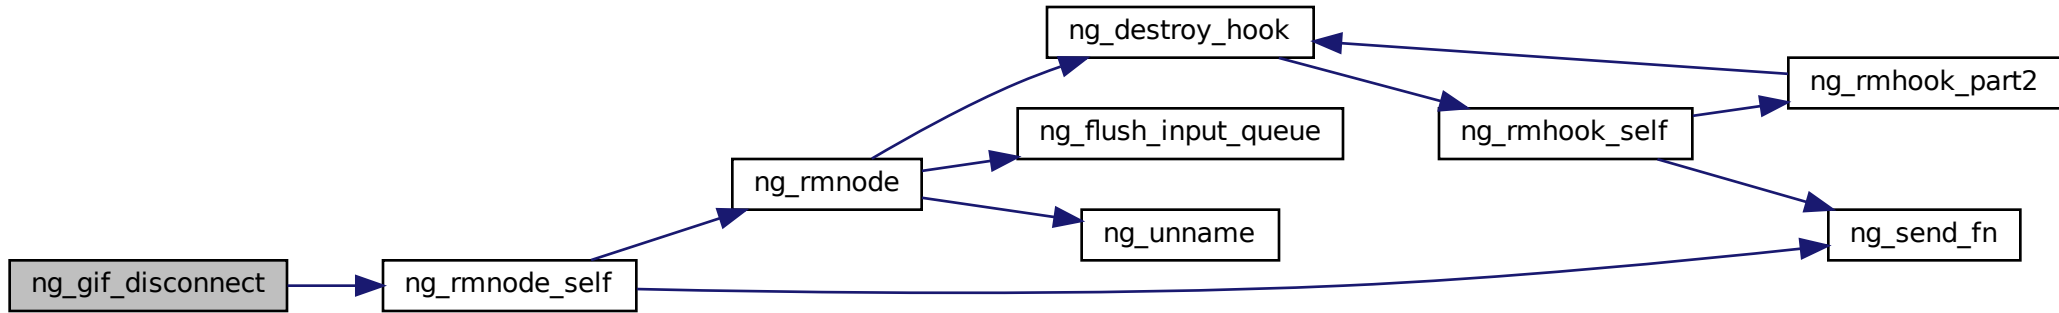 ng_destroy_hook
ng_rmhook_part2
ng_flush_input_queue
ng_rmhook_self
ng_rmnode
ng_unname
ng_send_fn
ng_gif_disconnect
ng_rmnode_self